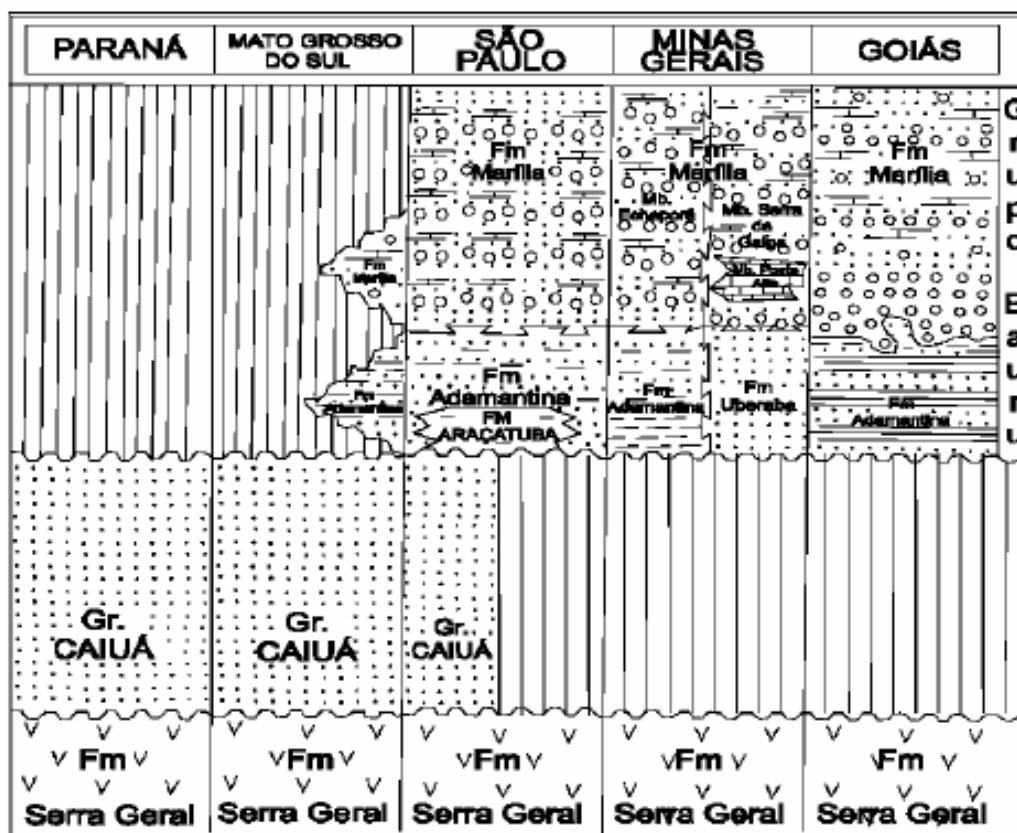 PARANÁ
MATO GROSSO
DO SUL
SÃO
PAULO
MINAS
GERAIS
GOIÁS
Fm
Marília
Fm
Marília
Mb.
Echaporã
Mb. Serra
da
Galga
Mb. Ponte
Alta
Fm
Marília
Fm
Marília
Fm
Adamantina
Fm
Adamantina
FM
ARAÇATUBA
Fm
Adamantina
Fm
Uberaba
Fm
Adamantina
G
r
u
p
o
B
a
u
r
u
Gr.
CAIUÁ
Gr.
CAIUÁ
Gr.
CAIUÁ
Fm
Serra Geral
Fm
Serra Geral
Fm
Serra Geral
Fm
Serra Geral
Fm
Serra Geral